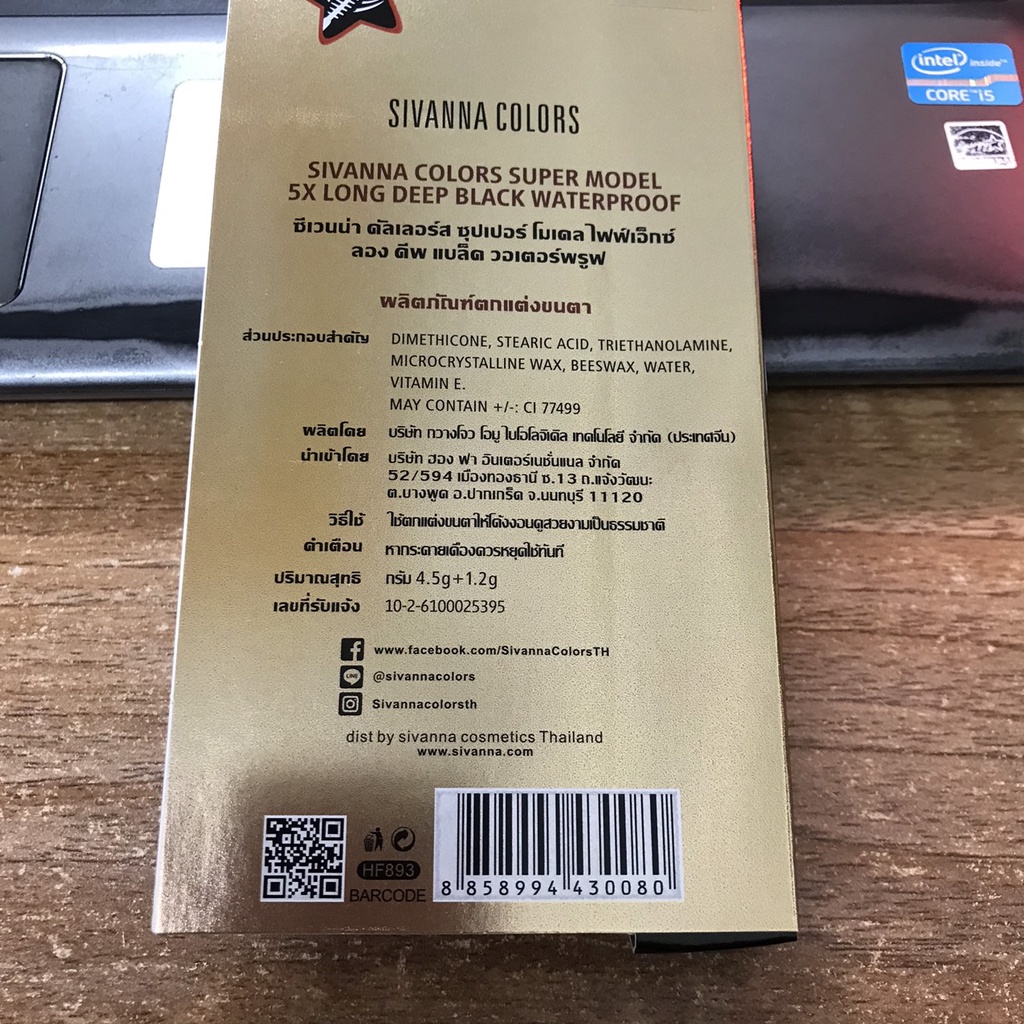 SIVANNA COLORS
SIVANNA COLORS SUPER MODEL
5X LONG DEEP BLACK WATERPROOF
ซีเวนน่า คัลเลอร์ส ซุปเปอร์ โมเดล ไฟฟ์เอ็กซ์
ลอง ดีพ แบล็ค วอเตอร์พรูฟ
ผลิตภัณฑ์ตกแต่งขนตา
ส่วนประกอบสำคัญ DIMETHICONE, STEARIC ACID, TRIETHANOLAMINE,
MICROCRYSTALLINE WAX, BEESWAX, WATER,
VITAMIN E.
MAY CONTAIN +/-: CI 77499
ผลิตโดย บริษัท กวางโจว โอมู ไบโอโลจิเคิล เทคโนโลยี จำกัด (ประเทศจีน)
นำเข้าโดย บริษัท ฮอง ฟา อินเตอร์เนชั่นแนล จำกัด
52/594 เมืองทองธานี ซ.13 ถ.แจ้งวัฒนะ
ต.บางพูด อ.ปากเกร็ด จ.นนทบุรี 11120
วิธีใช้ ใช้ตกแต่งขนตาให้โค้งงอนดูสวยงามเป็นธรรมชาติ
คำเตือน หากระคายเคืองควรหยุดใช้ทันที
ปริมาณสุทธิ กรัม 4.5g+1.2g
เลขที่รับแจ้ง 10-2-6100025395
www.facebook.com/SivannaColorsTH
LINE @sivannacolors
Sivannacolorsth
dist by sivanna cosmetics Thailand
www.sivanna.com
HF893
BARCODE
8 858994 430080
intel inside™
CORE™i5